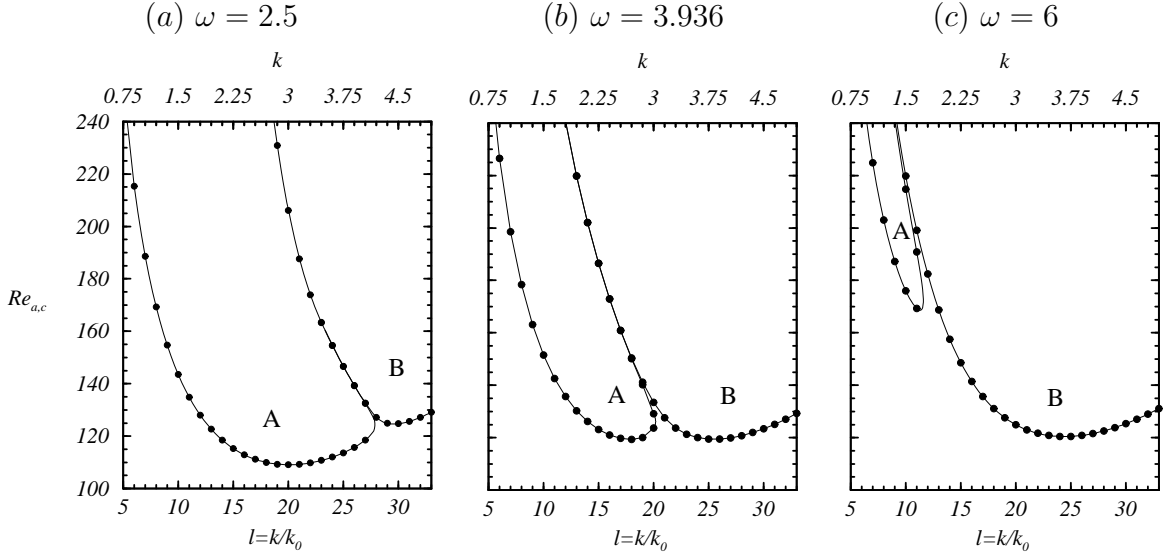 (a) ω = 2.5
(b) ω = 3.936
(c) ω = 6
k
k
k
0.75 1.5 2.25 3 3.75 4.5
0.75 1.5 2.25 3 3.75 4.5
0.75 1.5 2.25 3 3.75 4.5
240
220
200
180
160
140
120
100
Re_{a,c}
A
B
A
B
A
B
5 10 15 20 25 30
5 10 15 20 25 30
5 10 15 20 25 30
l=k/k_0
l=k/k_0
l=k/k_0